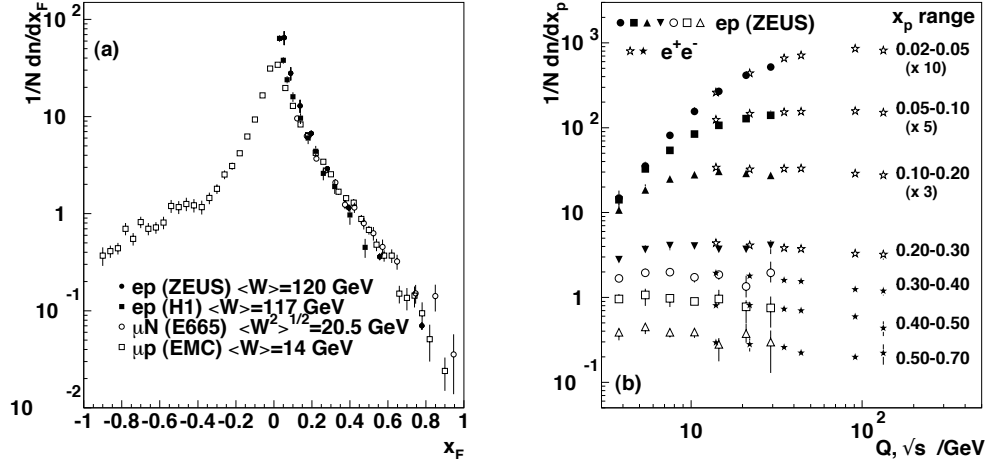 1/N dn/dx_F
10^2
(a)
10
1
10^-1
10^-2
ep (ZEUS) <W>=120 GeV
ep (H1) <W>=117 GeV
μN (E665) <W^2>^1/2=20.5 GeV
μp (EMC) <W>=14 GeV
-1 -0.8 -0.6 -0.4 -0.2 0 0.2 0.4 0.6 0.8 1
x_F
1/N dn/dx_p
10^3
10^2
10
1
10^-1
ep (ZEUS)
e^+e^-
x_p range
0.02-0.05
(x 10)
0.05-0.10
(x 5)
0.10-0.20
(x 3)
0.20-0.30
0.30-0.40
0.40-0.50
0.50-0.70
(b)
10 10^2
Q, √s /GeV